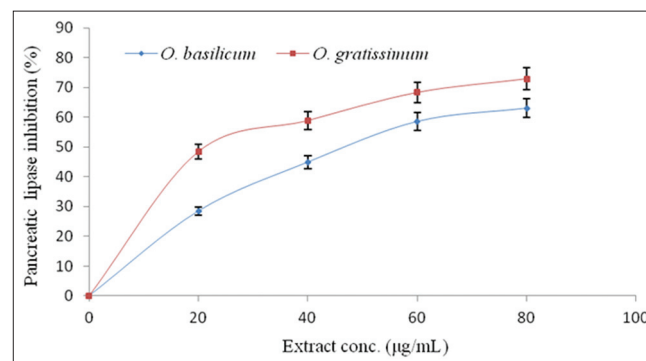 Pancreatic lipase inhibition (%)
90
80
70
60
50
40
30
20
10
0
O. basilicum
O. gratissimum
0 20 40 60 80 100
Extract conc. (µg/mL)